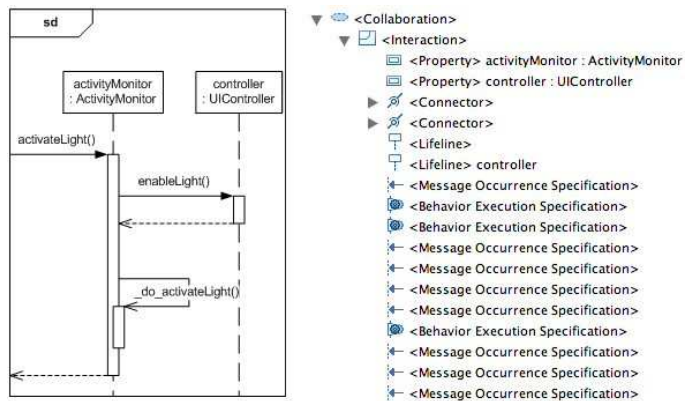 sd
activityMonitor
: ActivityMonitor
controller
: UIController
activateLight()
enableLight()
_do_activateLight()
<Collaboration>
<Interaction>
<Property> activityMonitor : ActivityMonitor
<Property> controller : UIController
<Connector>
<Connector>
<Lifeline>
<Lifeline> controller
<Message Occurrence Specification>
<Behavior Execution Specification>
<Behavior Execution Specification>
<Message Occurrence Specification>
<Message Occurrence Specification>
<Message Occurrence Specification>
<Message Occurrence Specification>
<Behavior Execution Specification>
<Message Occurrence Specification>
<Message Occurrence Specification>
<Message Occurrence Specification>